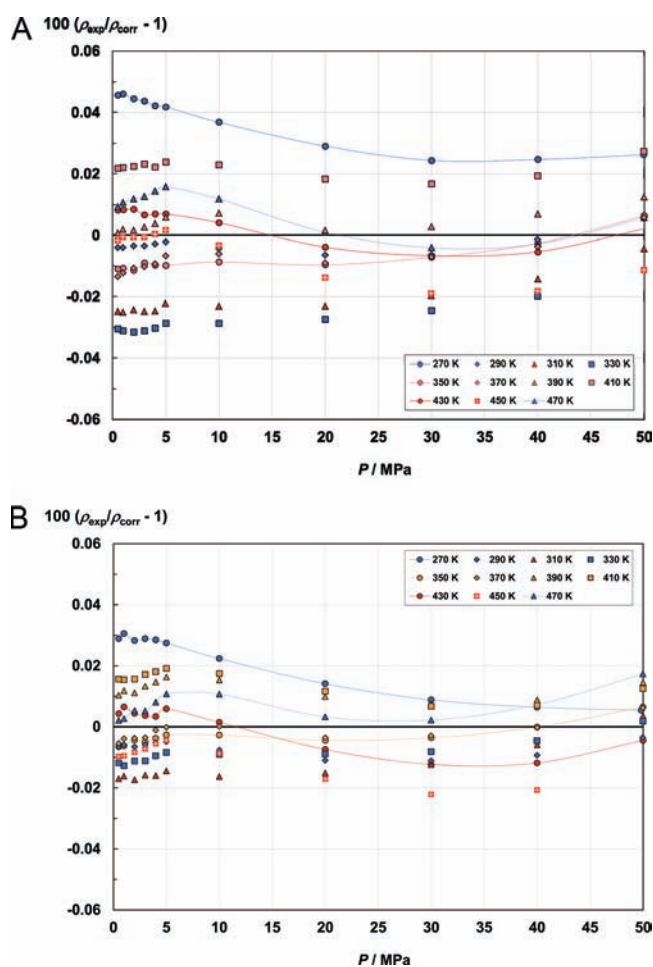 A
100 (ρexp/ρcorr - 1)
0.06
0.04
0.02
0
-0.02
-0.04
-0.06
270 K 290 K 310 K 330 K
350 K 370 K 390 K 410 K
430 K 450 K 470 K
0 5 10 15 20 25 30 35 40 45 50
P / MPa
B
100 (ρexp/ρcorr - 1)
0.06
0.04
0.02
0
-0.02
-0.04
-0.06
270 K 290 K 310 K 330 K
350 K 370 K 390 K 410 K
430 K 450 K 470 K
0 5 10 15 20 25 30 35 40 45 50
P / MPa